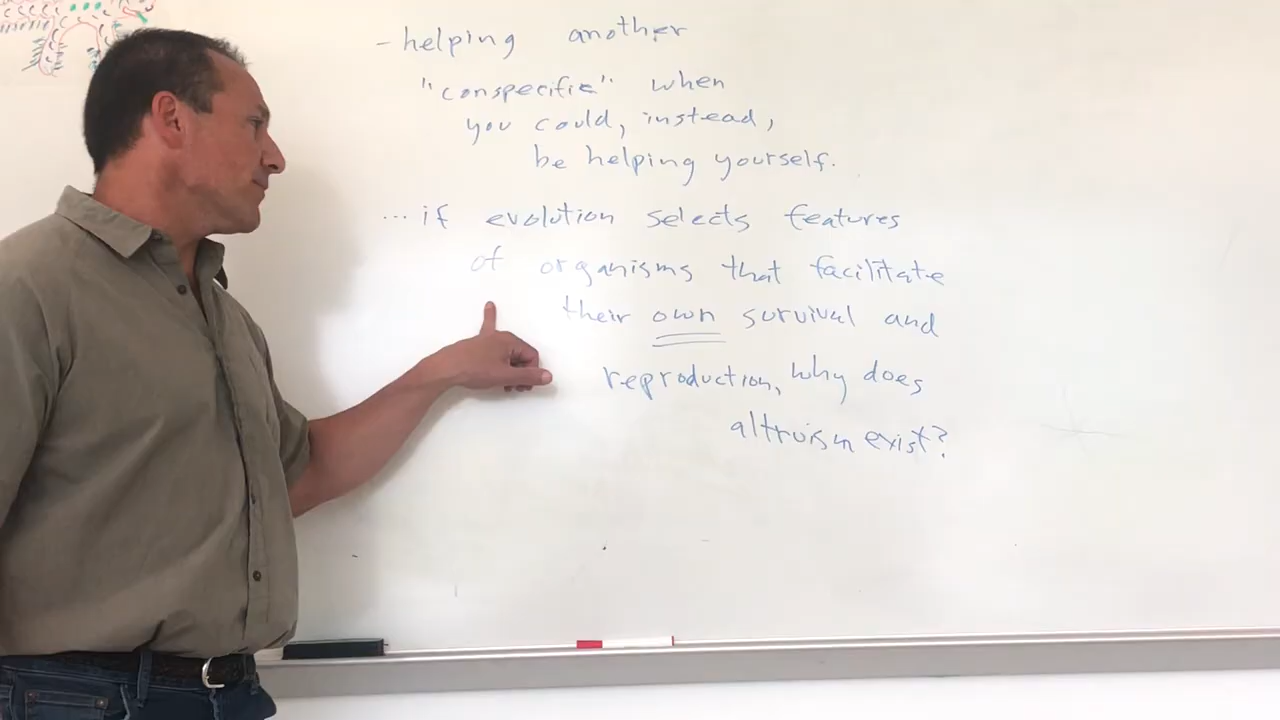 - helping another
"conspecific" when
you could, instead,
be helping yourself.
... if evolution selects features
of organisms that facilitate
their own survival and
reproduction, why does
altruism exist?